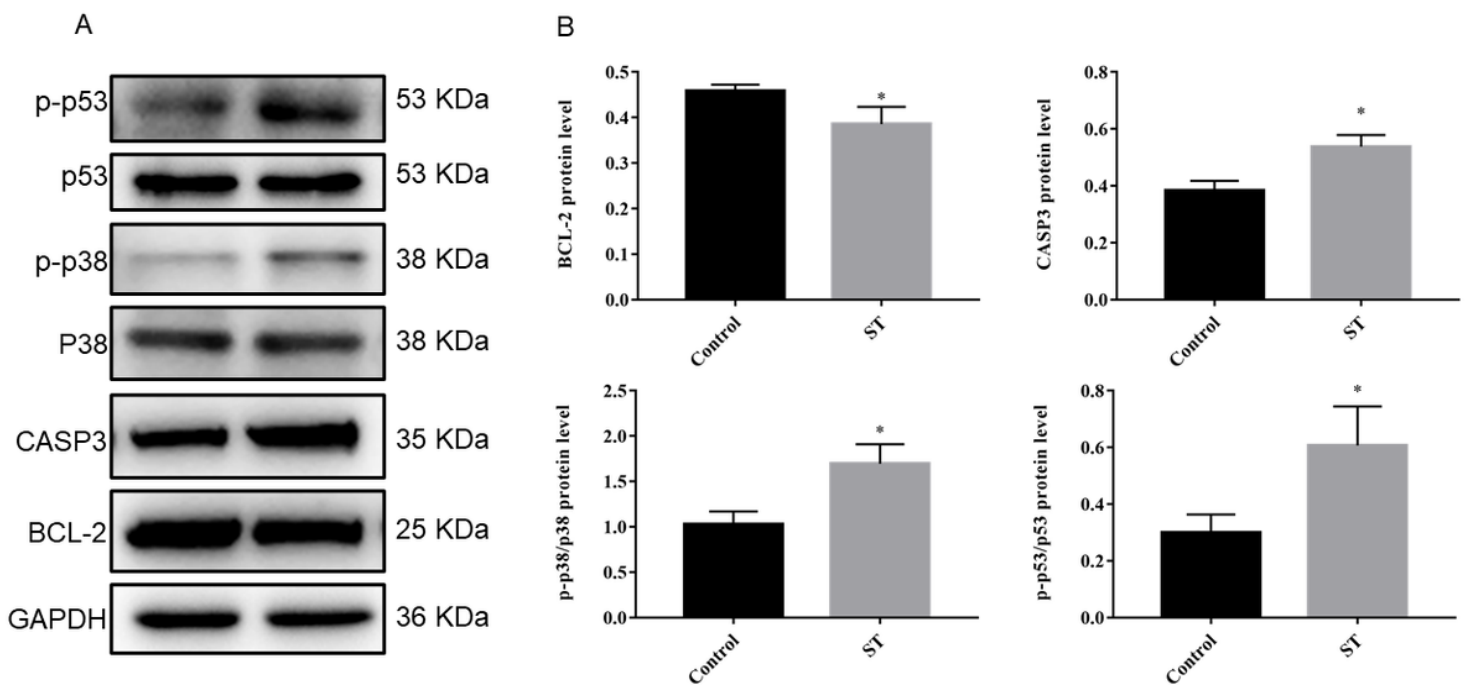 A
p-p53 53 KDa
p53 53 KDa
p-p38 38 KDa
P38 38 KDa
CASP3 35 KDa
BCL-2 25 KDa
GAPDH 36 KDa
B
BCL-2 protein level
0.5
0.4
0.3
0.2
0.1
0.0
*
Control ST
CASP3 protein level
0.8
0.6
0.4
0.2
0.0
*
Control ST
p-p38/p38 protein level
2.5
2.0
1.5
1.0
0.5
0.0
*
Control ST
p-p53/p53 protein level
0.8
0.6
0.4
0.2
0.0
*
Control ST